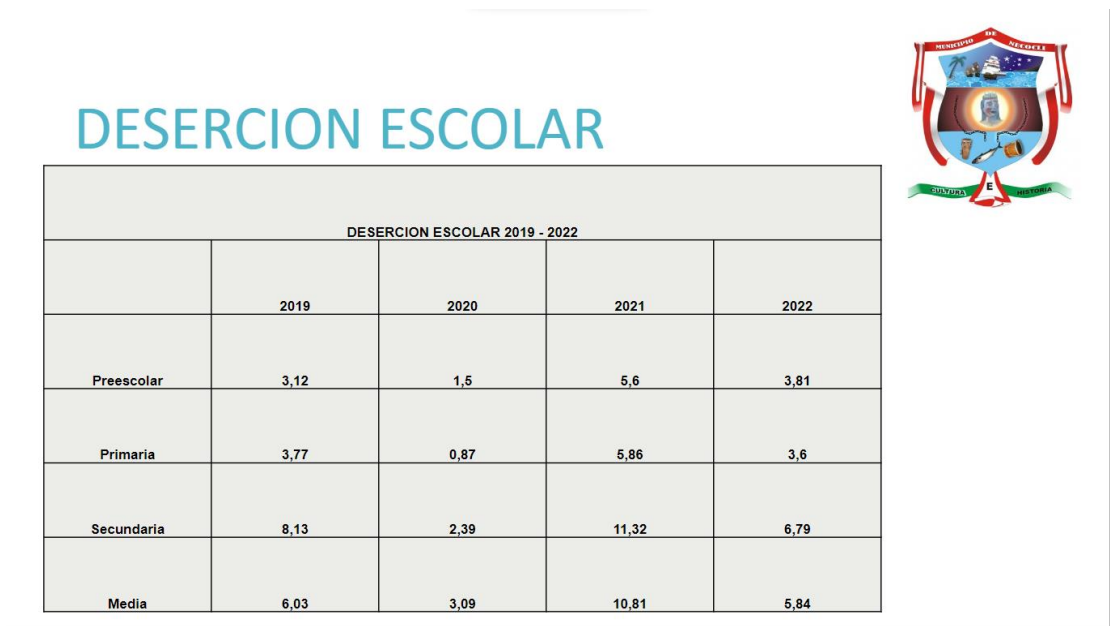 MUNICIPIO DE NECOCLI
DESERCION ESCOLAR
CULTURA E HISTORIA
DESERCION ESCOLAR 2019 - 2022
2019 2020 2021 2022
Preescolar 3,12 1,5 5,6 3,81
Primaria 3,77 0,87 5,86 3,6
Secundaria 8,13 2,39 11,32 6,79
Media 6,03 3,09 10,81 5,84